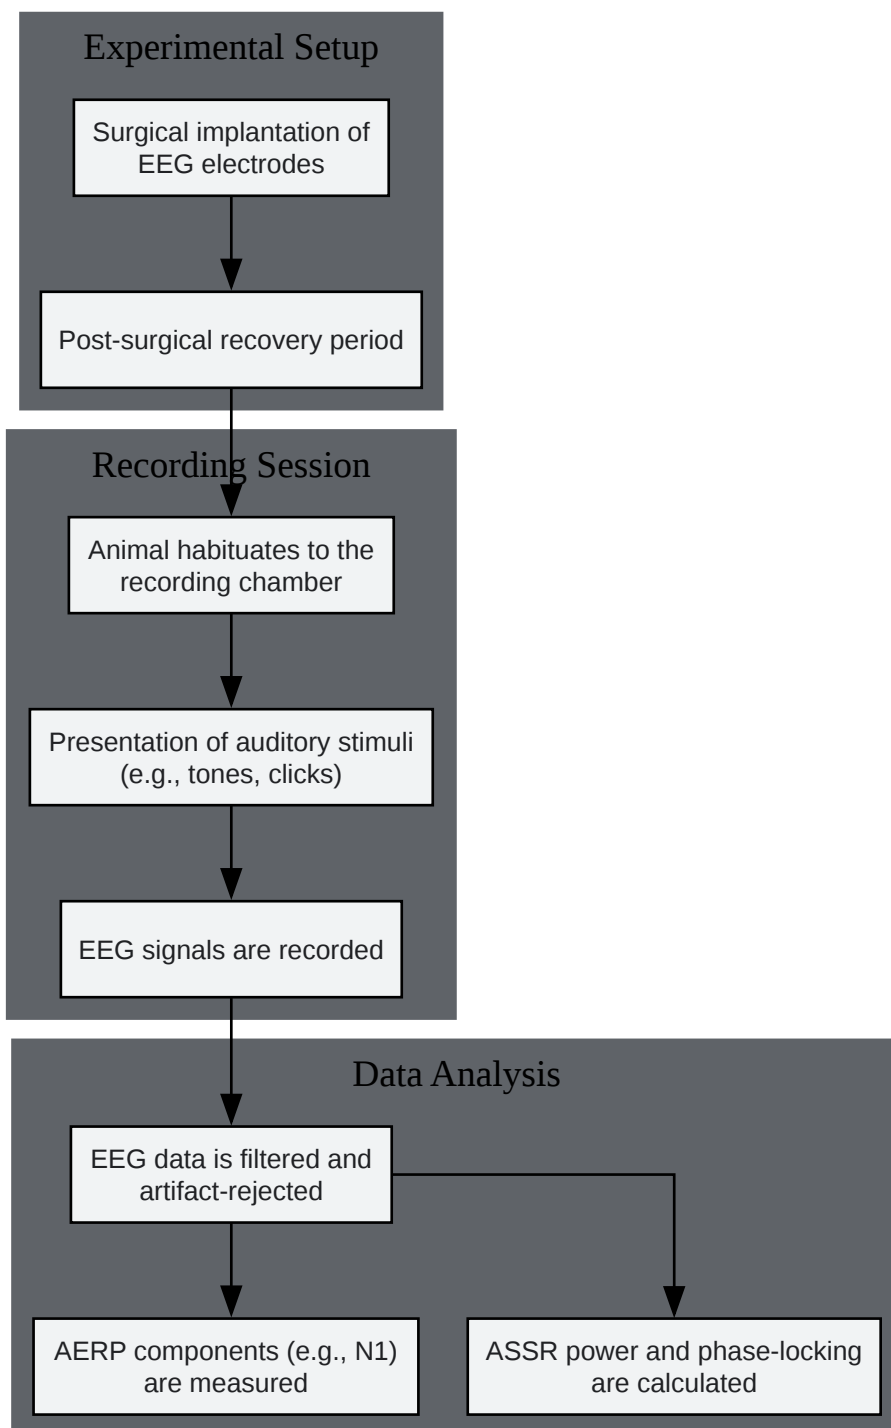 Experimental Setup
Surgical implantation of
EEG electrodes
Post-surgical recovery period
Recording Session
Animal habituates to the
recording chamber
Presentation of auditory stimuli
(e.g., tones, clicks)
EEG signals are recorded
Data Analysis
EEG data is filtered and
artifact-rejected
AERP components (e.g., N1)
are measured
ASSR power and phase-locking
are calculated